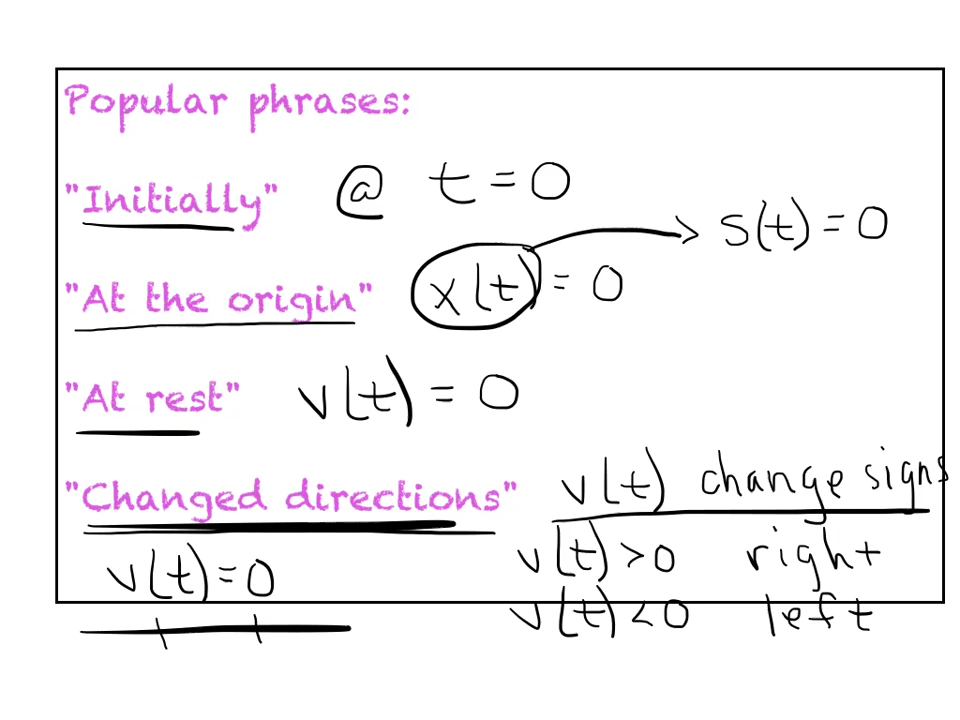 Popular phrases:
"Initially" @ t = 0
s(t) = 0
"At the origin" x(t) = 0
"At rest" v(t) = 0
"Changed directions" v(t) change signs
v(t) = 0 v(t) > 0 right
v(t) < 0 left